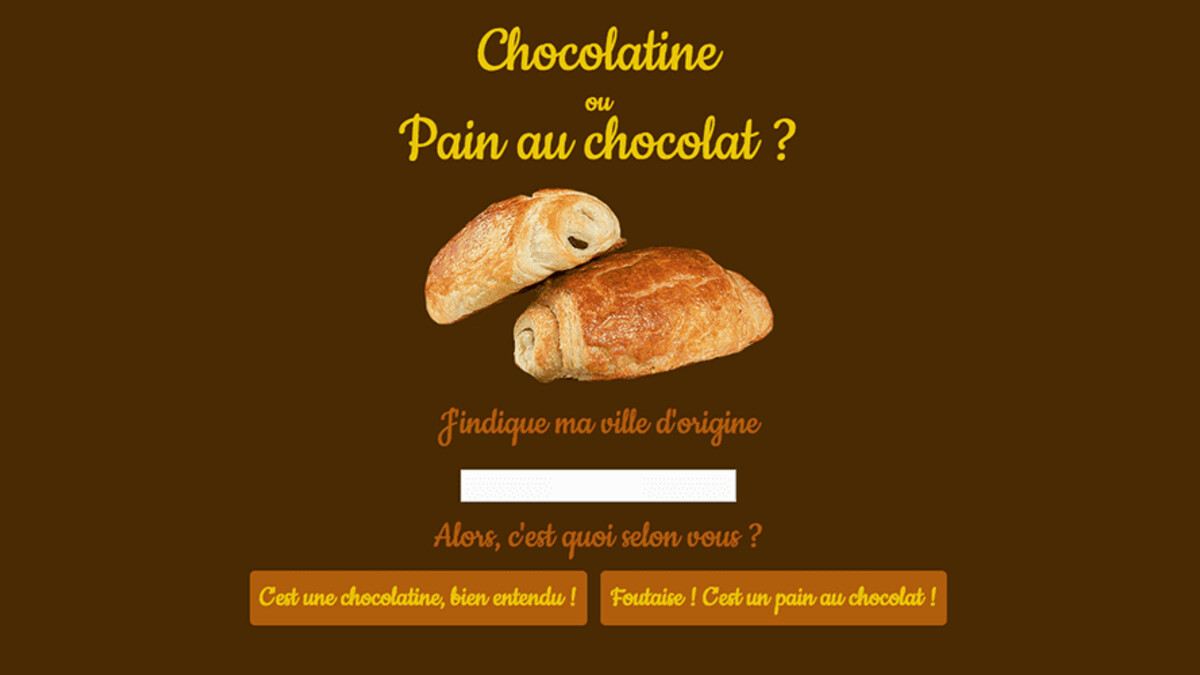 Chocolatine
ou
Pain au chocolat ?
J'indique ma ville d'origine
Alors, c'est quoi selon vous ?
C'est une chocolatine, bien entendu !
Foutaise ! C'est un pain au chocolat !